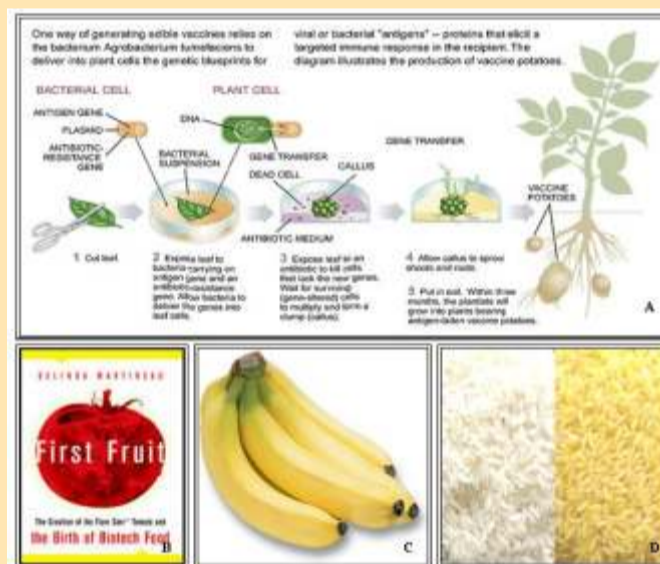 One way of generating edible vaccines relies on
the bacterium Agrobacterium tumefaciens to
deliver into plant cells the genetic blueprints for
viral or bacterial "antigens" – proteins that elicit a
targeted immune response in the recipient. The
diagram illustrates the production of vaccine potatoes.
BACTERIAL CELL
ANTIGEN GENE
PLASMID
ANTIBIOTIC-
RESISTANCE
GENE
PLANT CELL
DNA
GENE TRANSFER
BACTERIAL
SUSPENSION
DEAD CELL
CALLUS
ANTIBIOTIC MEDIUM
GENE TRANSFER
VACCINE
POTATOES
1 Cut leaf.
2 Expose leaf to
bacteria carrying an
antigen gene and an
antibiotic-resistance
gene. Allow bacteria to
deliver the genes into
leaf cells.
3 Expose leaf to an
antibiotic to kill cells
that lack the new genes.
Wait for surviving
(gene-altered) cells
to multiply and form a
clump (callus).
4 Allow callus to sprout
shoots and roots.
5 Put in soil. Within three
months, the plantlets will
grow into plants bearing
antigen-laden vaccine potatoes.
A
BELINDA MARTINEAU
First Fruit
The Creation of the Flavr Savr™ Tomato and
the Birth of Biotech Food
B
C
D